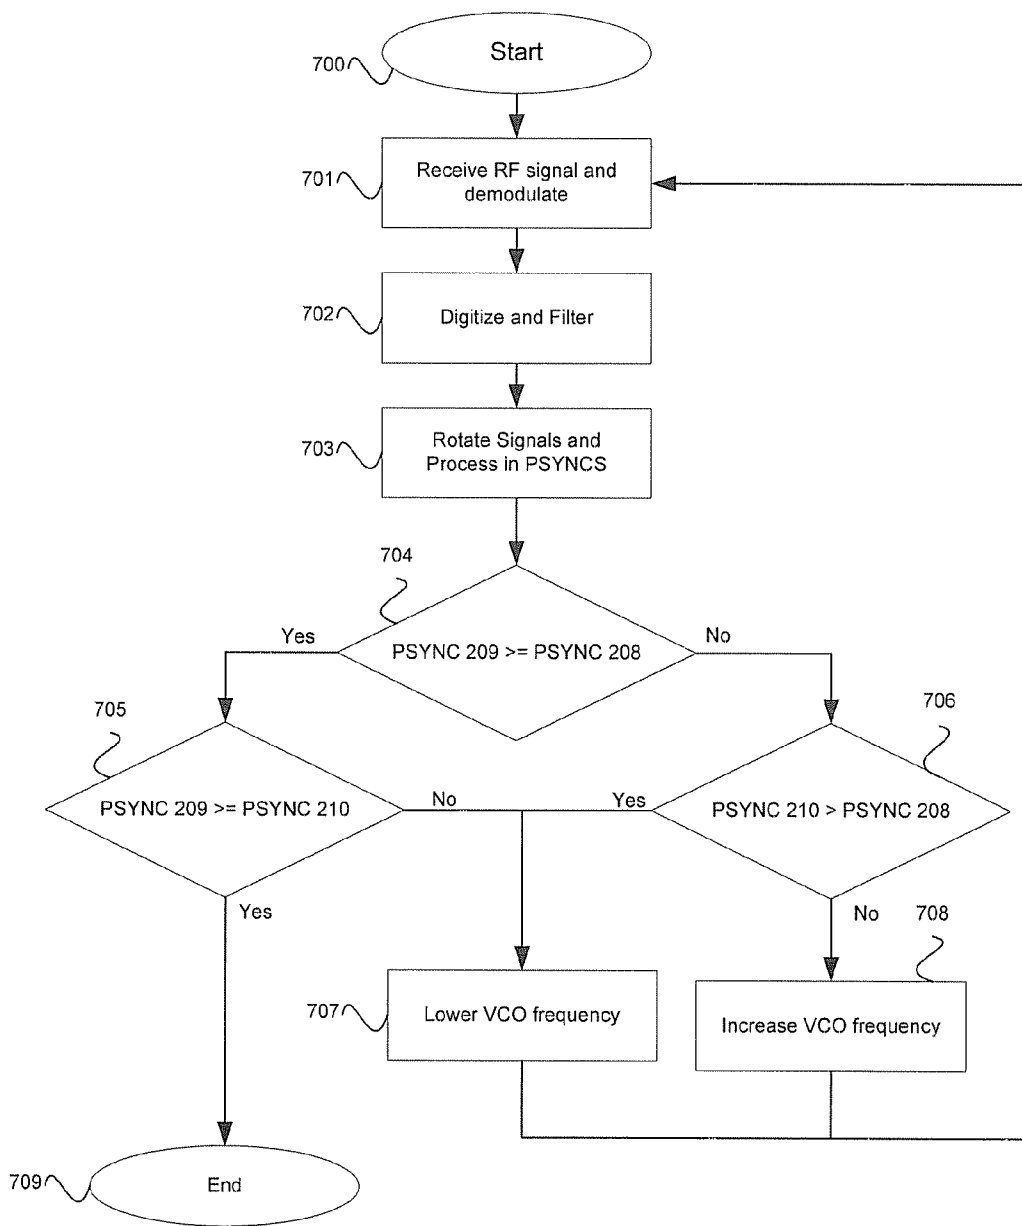 Start
700
Receive RF signal and
demodulate
701
Digitize and Filter
702
Rotate Signals and
Process in PSYNCS
703
704
PSYNC 209 >= PSYNC 208
Yes
No
705
PSYNC 209 >= PSYNC 210
No
Yes
706
PSYNC 210 > PSYNC 208
Yes
No
708
707
Lower VCO frequency
Increase VCO frequency
709
End